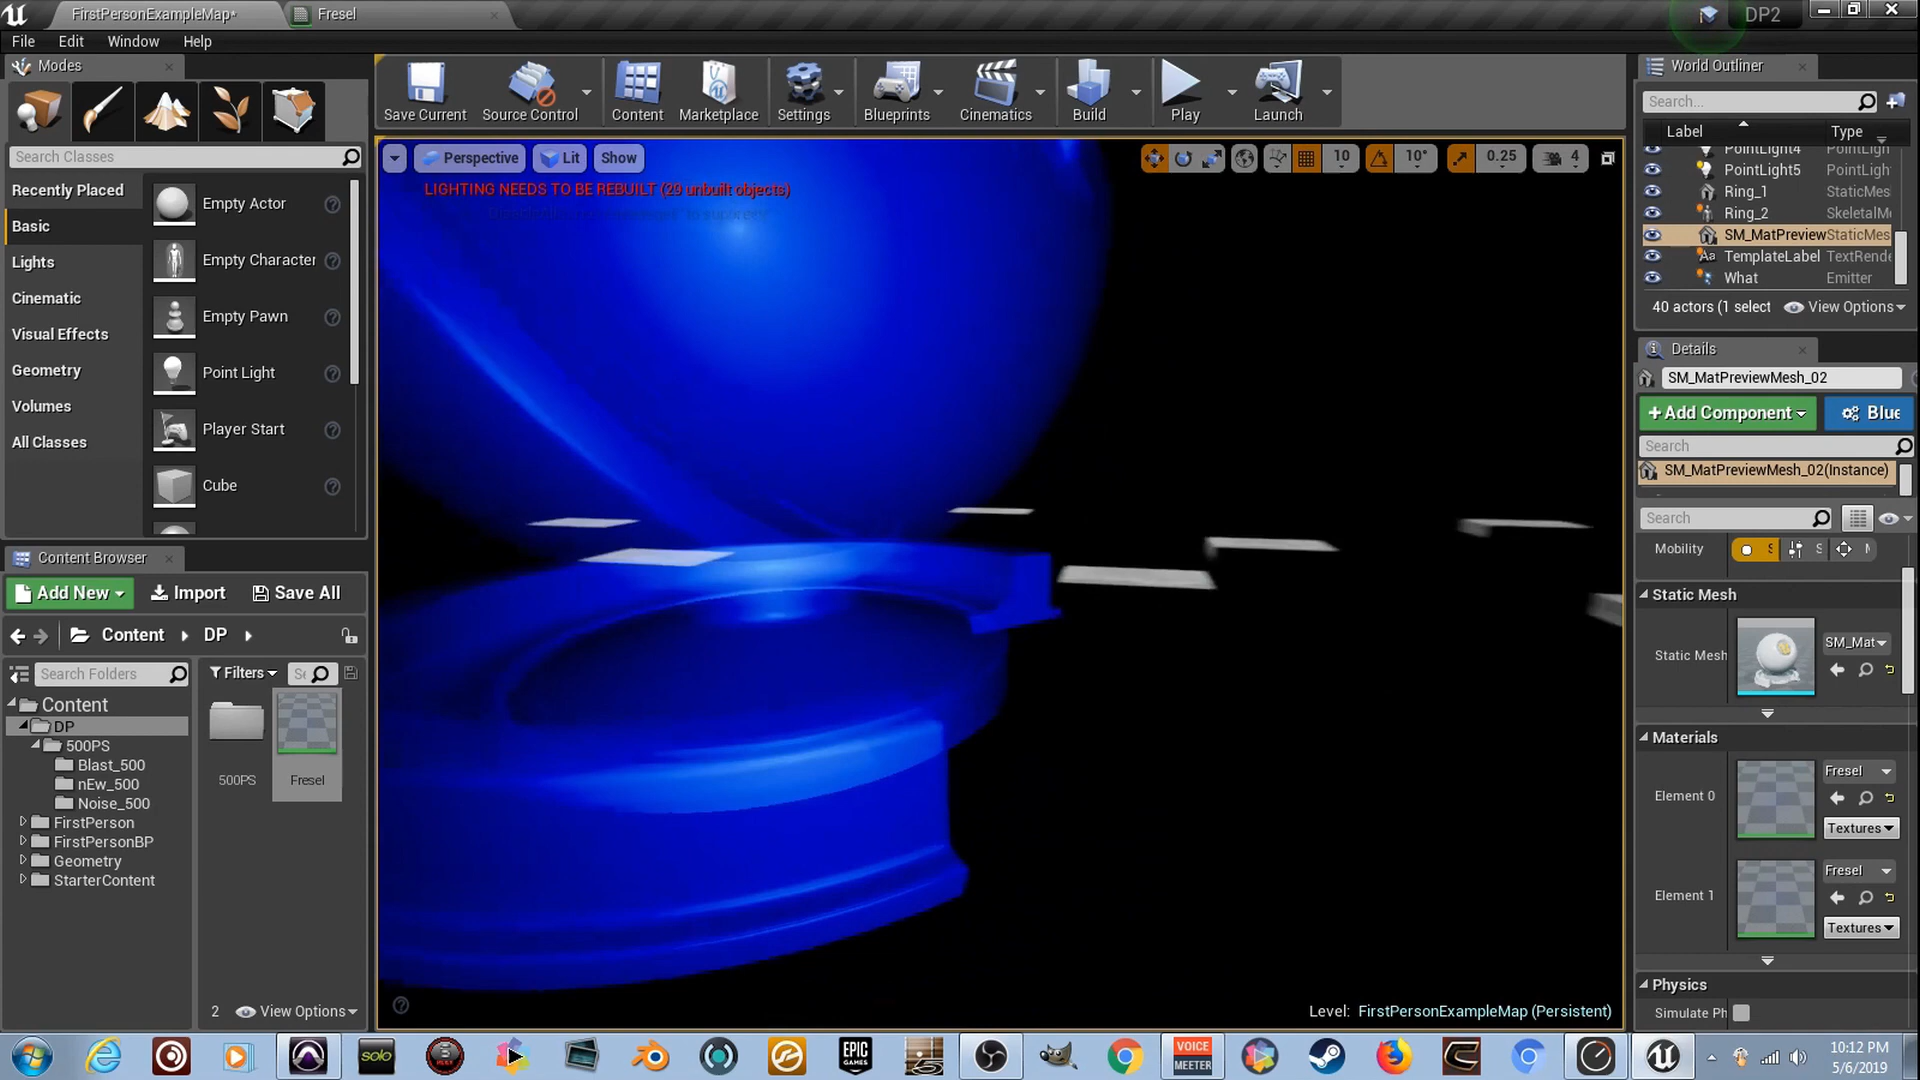 FirstPersonExampleMap*
Fresel
DP2
File
Edit
Window
Help
Modes
Search Classes
Recently Placed
Basic
Lights
Cinematic
Visual Effects
Geometry
Volumes
All Classes
Empty Actor
Empty Character
Empty Pawn
Point Light
Player Start
Cube
Save Current
Source Control
Content
Marketplace
Settings
Blueprints
Cinematics
Build
Play
Launch
Perspective
Lit
Show
10
10°
0.25
4
LIGHTING NEEDS TO BE REBUILT (29 unbuilt objects)
Level: FirstPersonExampleMap (Persistent)
World Outliner
Search...
Label
Type
PointLight4 PointLigh
PointLight5 PointLigh
Ring_1 StaticMes
Ring_2 SkeletalMe
SM_MatPreview StaticMes
TemplateLabel TextRende
What Emitter
40 actors (1 select
View Options
Details
SM_MatPreviewMesh_02
+Add Component
Blue
Search
SM_MatPreviewMesh_02(Instance)
Search
Mobility
S
S
M
Static Mesh
Static Mesh
SM_Mat
Materials
Element 0
Fresel
Textures
Element 1
Fresel
Textures
Physics
Simulate Ph
Content Browser
Add New
Import
Save All
Content
DP
Search Folders
Filters
Content
DP
500PS
Blast_500
nEw_500
Noise_500
FirstPerson
FirstPersonBP
Geometry
StarterContent
500PS
Fresel
2
View Options
solo
EPIC
GAMES
VOICE
MEETER
10:12 PM
5/6/2019